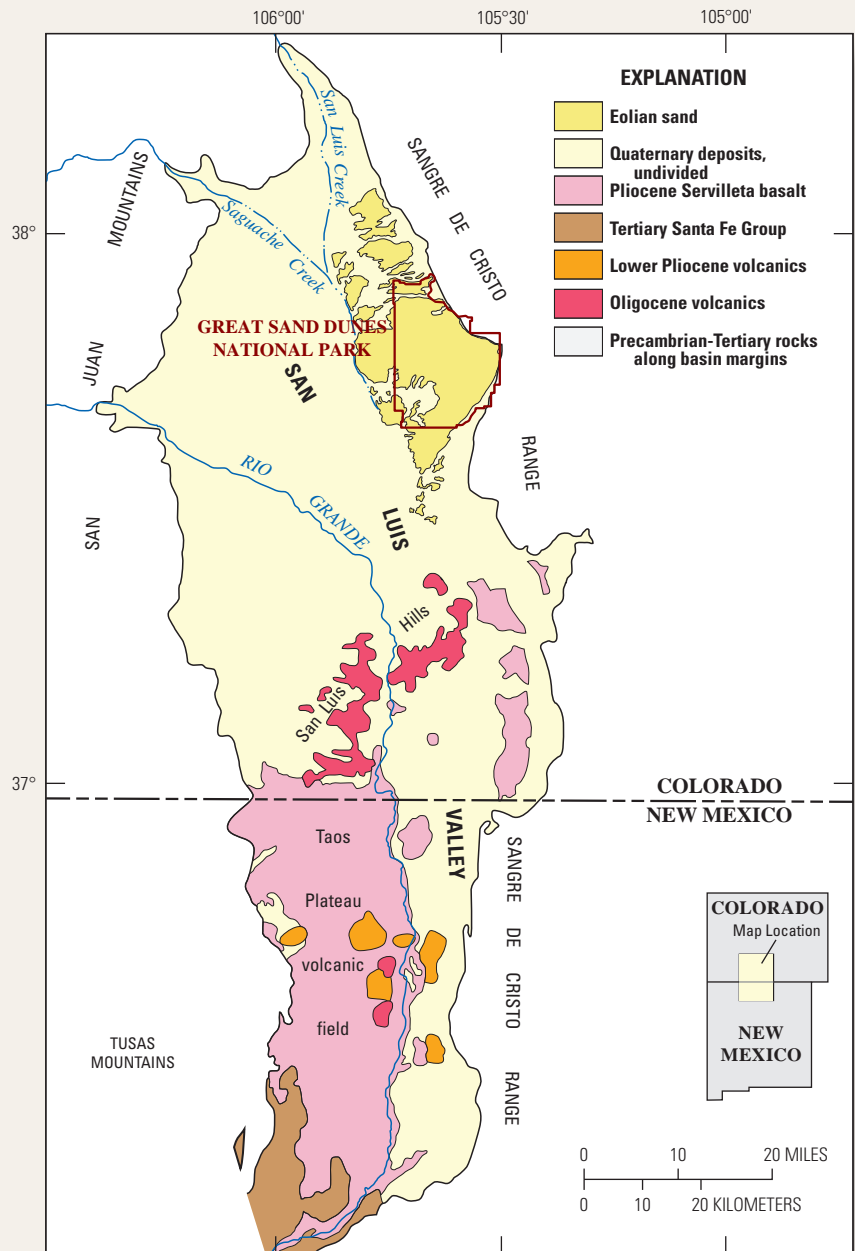 106°00'
105°30'
105°00'
EXPLANATION
Eolian sand
Quaternary deposits,
undivided
Pliocene Servilleta basalt
Tertiary Santa Fe Group
Lower Pliocene volcanics
Oligocene volcanics
Precambrian-Tertiary rocks
along basin margins
San Luis Creek
SANGRE DE CRISTO
MOUNTAINS
Saguache Creek
38°
GREAT SAND DUNES
NATIONAL PARK
JUAN
SAN
RIO
GRANDE
RANGE
SAN
LUIS
Hills
San Luis
37°
COLORADO
NEW MEXICO
VALLEY
Taos
Plateau
volcanic
field
SANGRE DE CRISTO RANGE
TUSAS
MOUNTAINS
COLORADO
Map Location
NEW
MEXICO
0 10 20 MILES
0 10 20 KILOMETERS